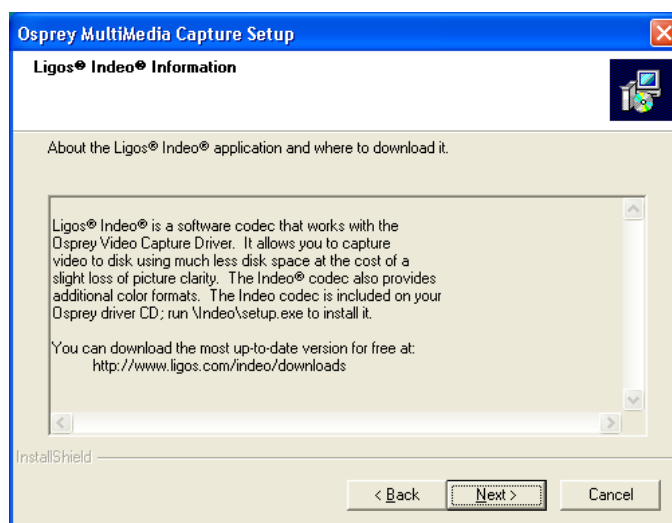 Osprey MultiMedia Capture Setup
Ligos® Indeo® Information
About the Ligos® Indeo® application and where to download it.
Ligos® Indeo® is a software codec that works with the
Osprey Video Capture Driver.  It allows you to capture
video to disk using much less disk space at the cost of a
slight loss of picture clarity.  The Indeo® codec also provides
additional color formats.  The Indeo codec is included on your
Osprey driver CD; run \Indeo\setup.exe to install it.
You can download the most up-to-date version for free at:
http://www.ligos.com/indeo/downloads
InstallShield
< Back Next > Cancel